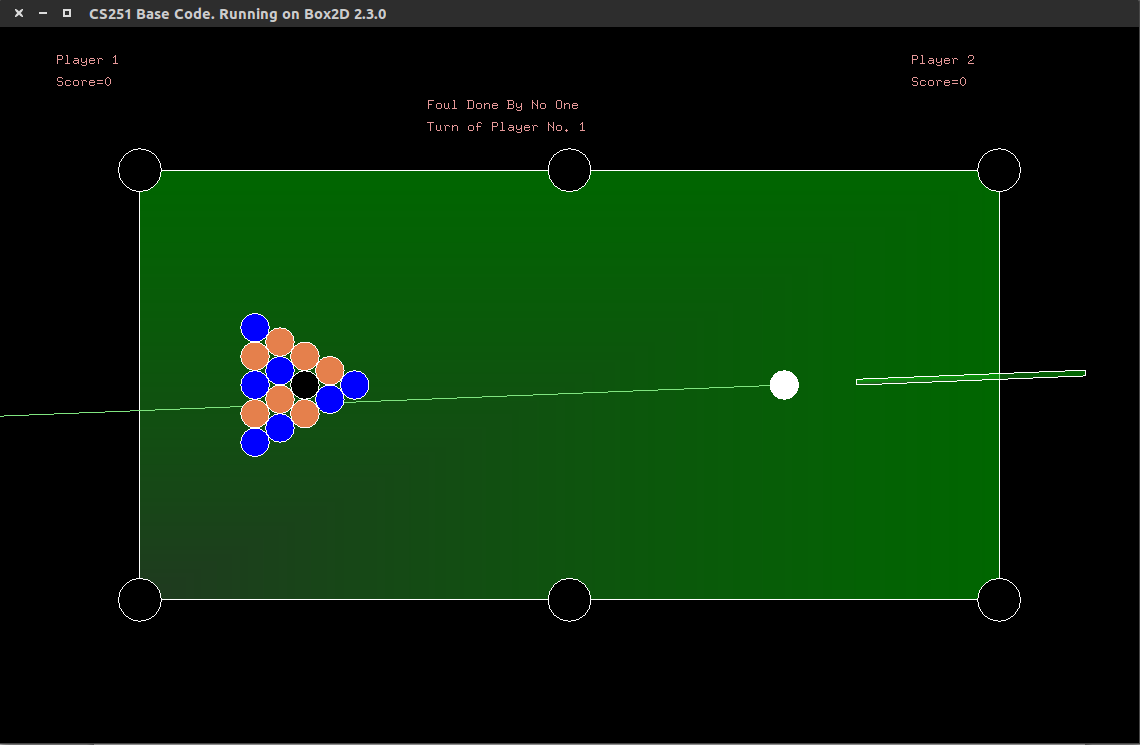 CS251 Base Code. Running on Box2D 2.3.0
Player 1
Score=0
Player 2
Score=0
Foul Done By No One
Turn of Player No. 1